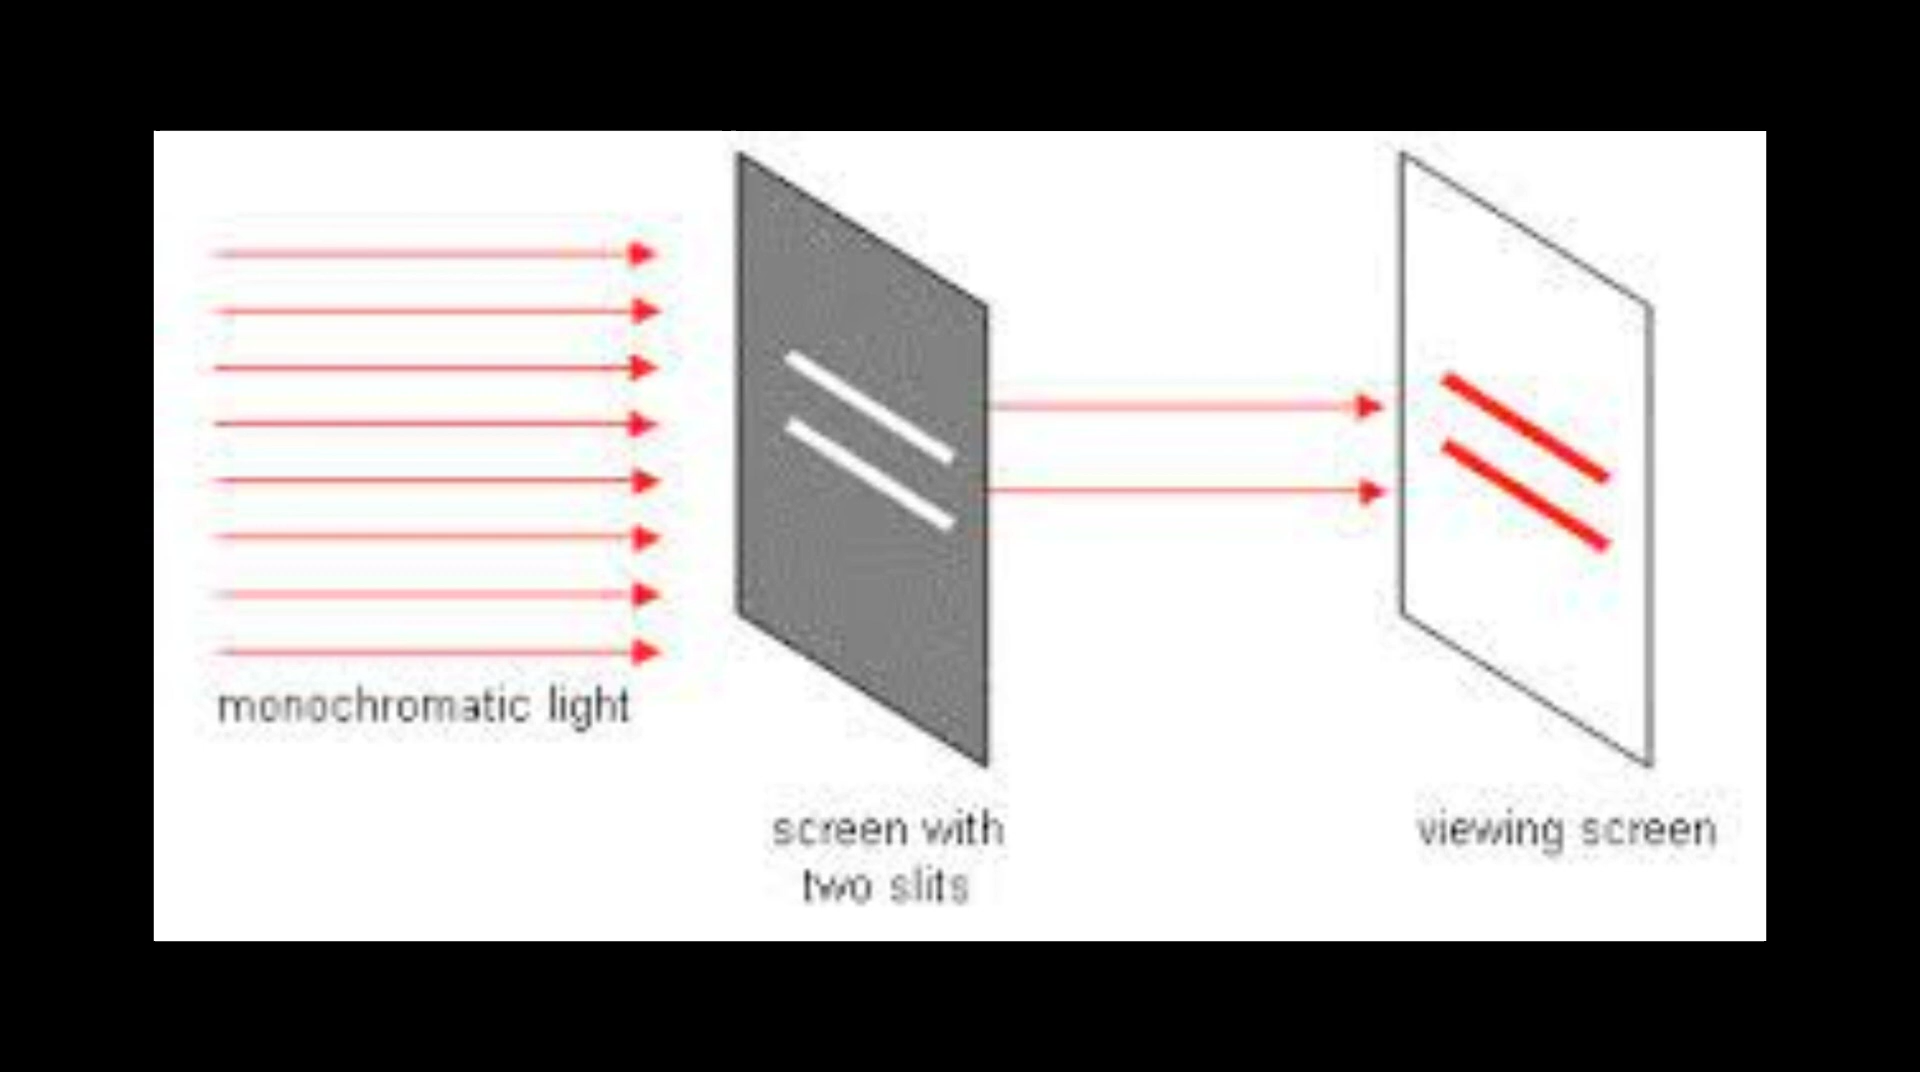 monochromatic light
screen with
two slits
viewing screen